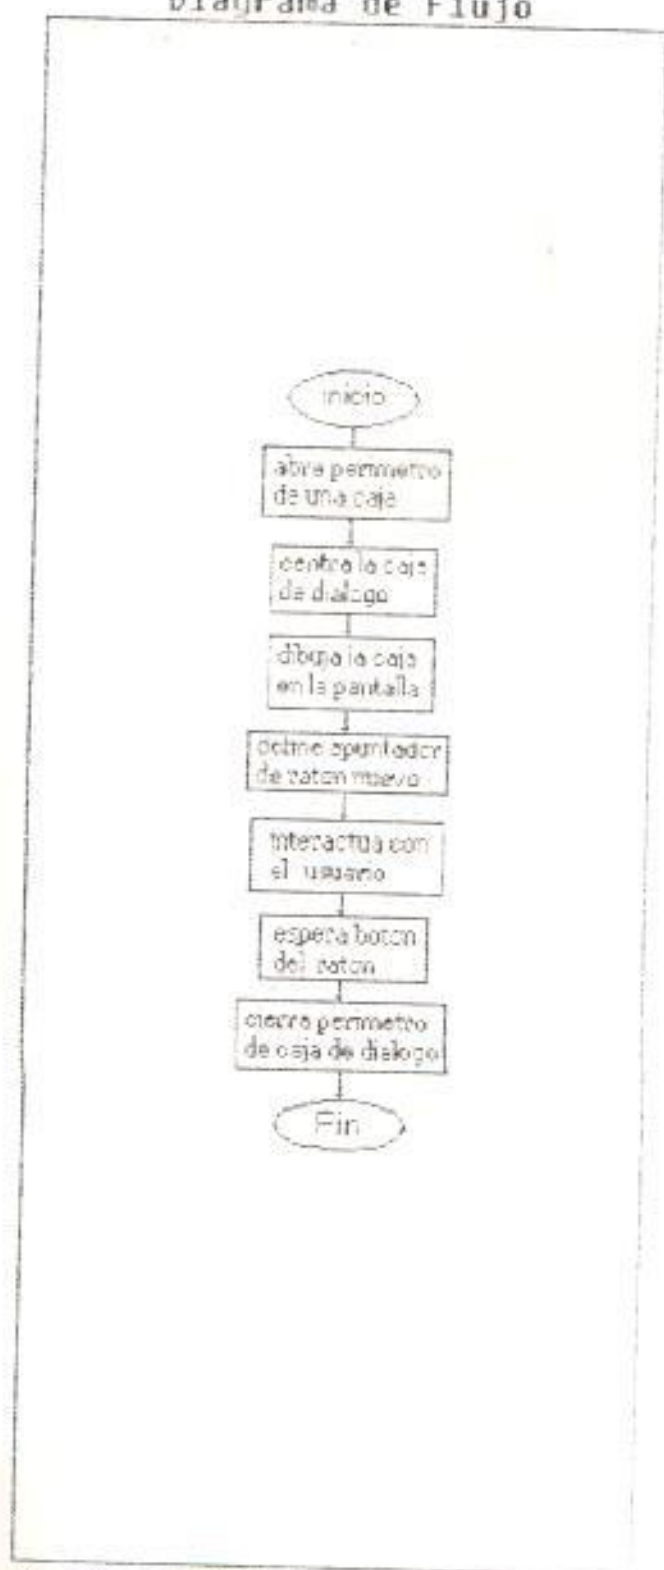 Diagrama de Flujo
inicio
abre perimetro
de una caja
centra la caja
de dialogo
dibuja la caja
en la pantalla
define apuntador
de raton nuevo
interactua con
el usuario
espera boton
del raton
cierra perimetro
de caja de dialogo
Fin